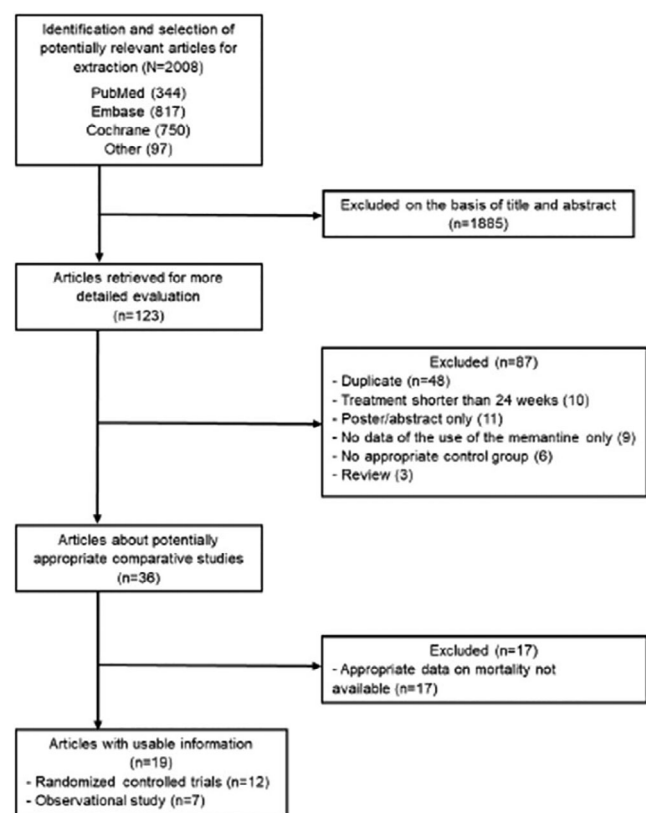 Identification and selection of
potentially relevant articles for
extraction (N=2008)
PubMed (344)
Embase (817)
Cochrane (750)
Other (97)
Excluded on the basis of title and abstract
(n=1885)
Articles retrieved for more
detailed evaluation
(n=123)
Excluded (n=87)
- Duplicate (n=48)
- Treatment shorter than 24 weeks (10)
- Poster/abstract only (11)
- No data of the use of the memantine only (9)
- No appropriate control group (6)
- Review (3)
Articles about potentially
appropriate comparative studies
(n=36)
Excluded (n=17)
- Appropriate data on mortality not
available (n=17)
Articles with usable information
(n=19)
- Randomized controlled trials (n=12)
- Observational study (n=7)